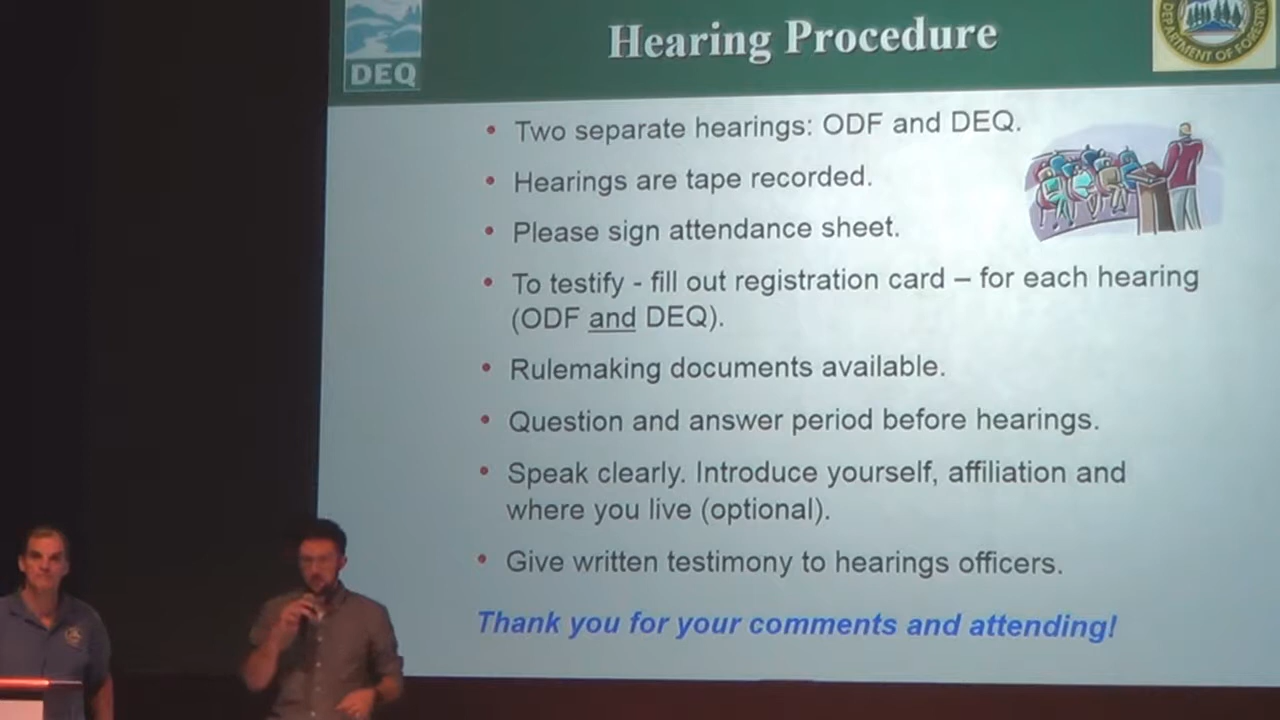 DEQ
Hearing Procedure
DEPARTMENT OF FORESTRY
• Two separate hearings: ODF and DEQ.
• Hearings are tape recorded.
• Please sign attendance sheet.
• To testify - fill out registration card – for each hearing
(ODF and DEQ).
• Rulemaking documents available.
• Question and answer period before hearings.
• Speak clearly. Introduce yourself, affiliation and
where you live (optional).
• Give written testimony to hearings officers.
Thank you for your comments and attending!